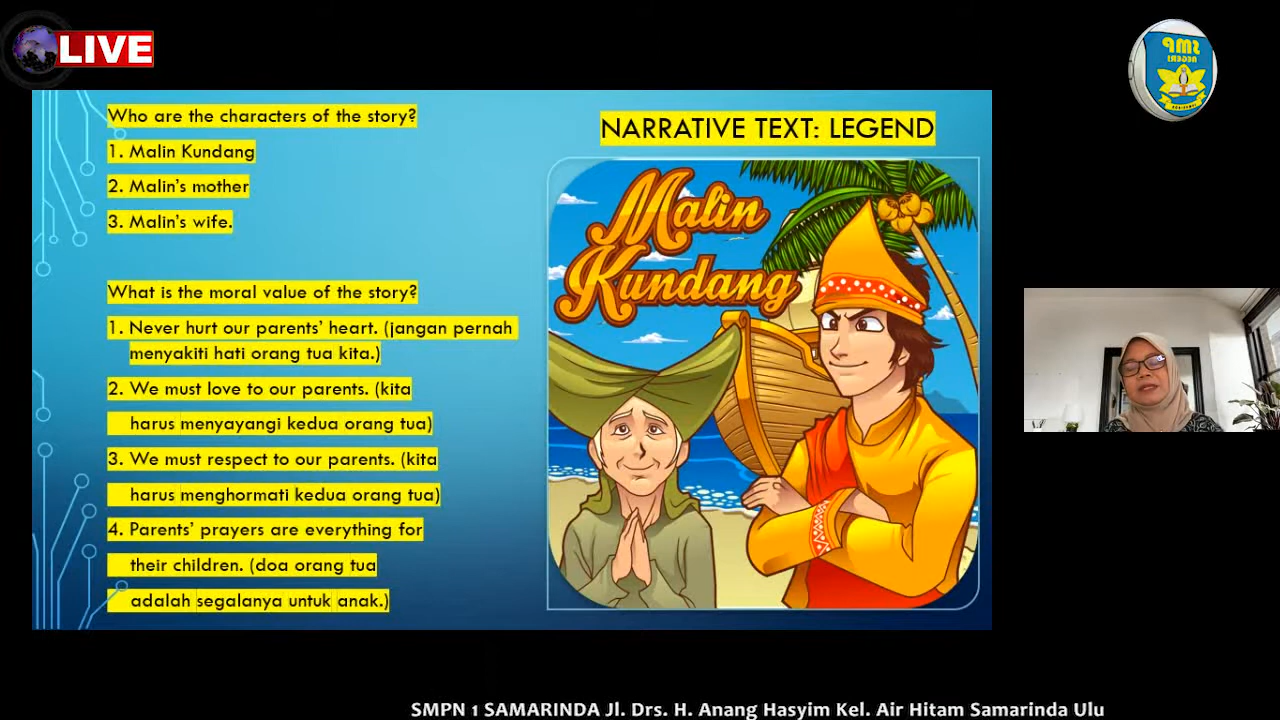 LIVE
SMP
NEGERI
Who are the characters of the story?
1. Malin Kundang
2. Malin's mother
3. Malin's wife.
What is the moral value of the story?
1. Never hurt our parents' heart. (jangan pernah
menyakiti hati orang tua kita.)
2. We must love to our parents. (kita
harus menyayangi kedua orang tua)
3. We must respect to our parents. (kita
harus menghormati kedua orang tua)
4. Parents' prayers are everything for
their children. (doa orang tua
adalah segalanya untuk anak.)
NARRATIVE TEXT: LEGEND
Malin
Kundang
SMPN 1 SAMARINDA Jl. Drs. H. Anang Hasyim Kel. Air Hitam Samarinda Ulu